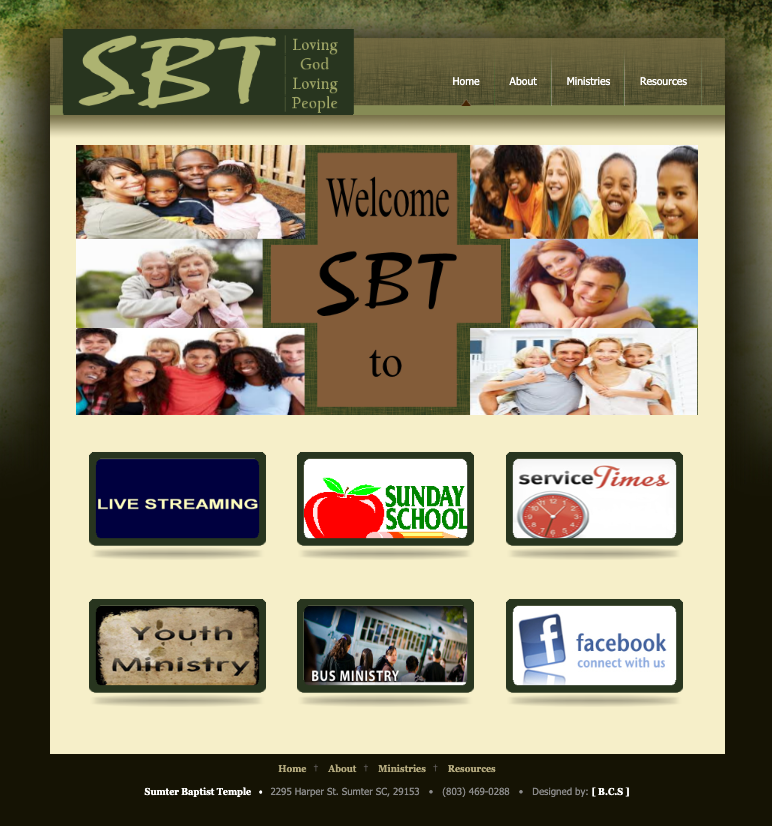 SBT
Loving
God
Loving
People
Home About Ministries Resources
Welcome
SBT
to
LIVE STREAMING
SUNDAY
SCHOOL
service Times
Youth
Ministry
BUS MINISTRY
f facebook
connect with us
Home † About † Ministries † Resources
Sumter Baptist Temple • 2295 Harper St. Sumter SC, 29153 • (803) 469-0288 • Designed by: [ B.C.S ]